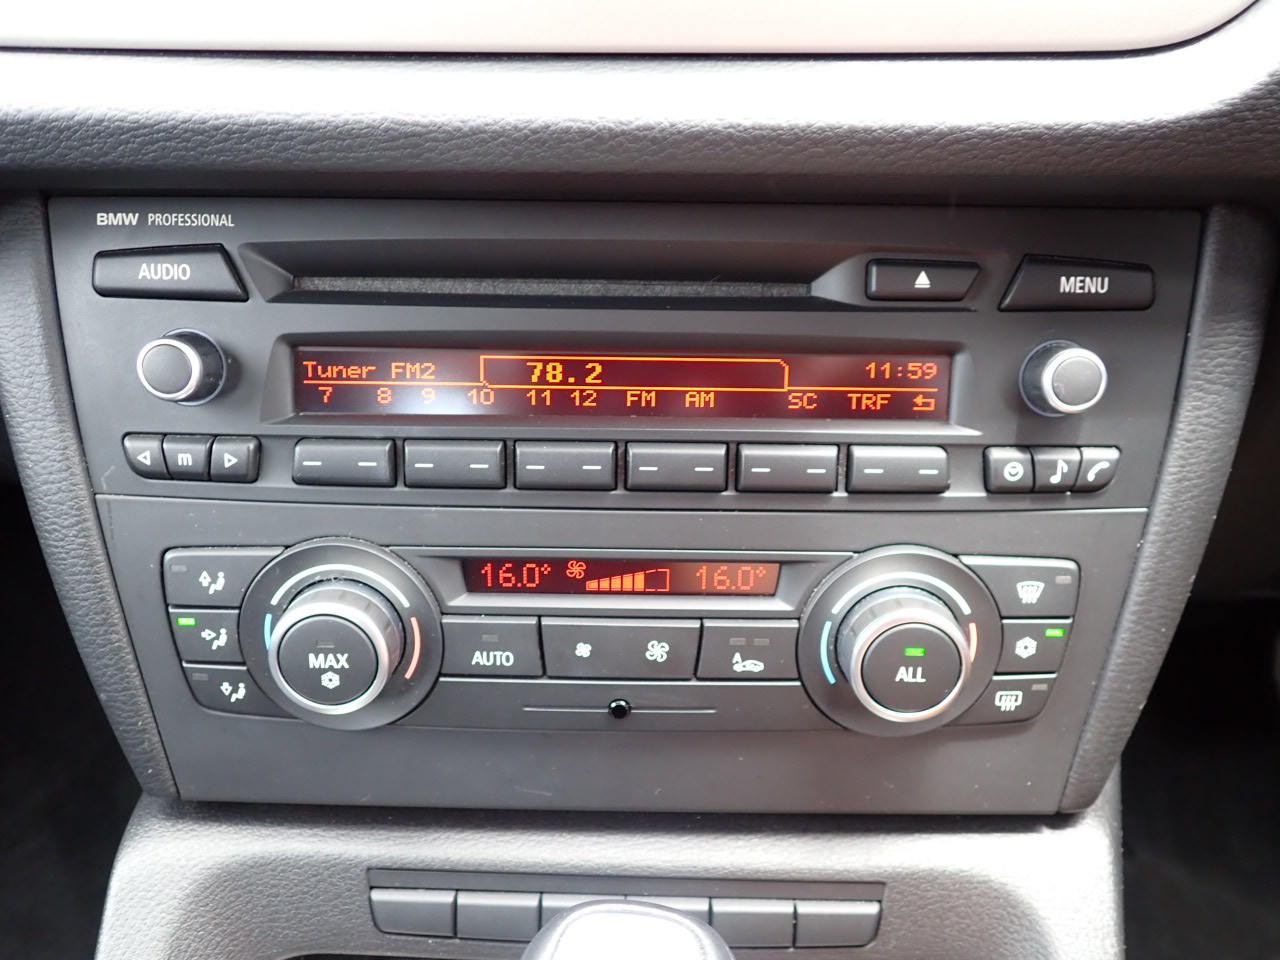 BMW PROFESSIONAL
AUDIO
MENU
Tuner FM2 78.2 11:59
7 8 9 10 11 12 FM AM SC TRF
m
16.0° 16.0°
MAX
AUTO
A
ALL